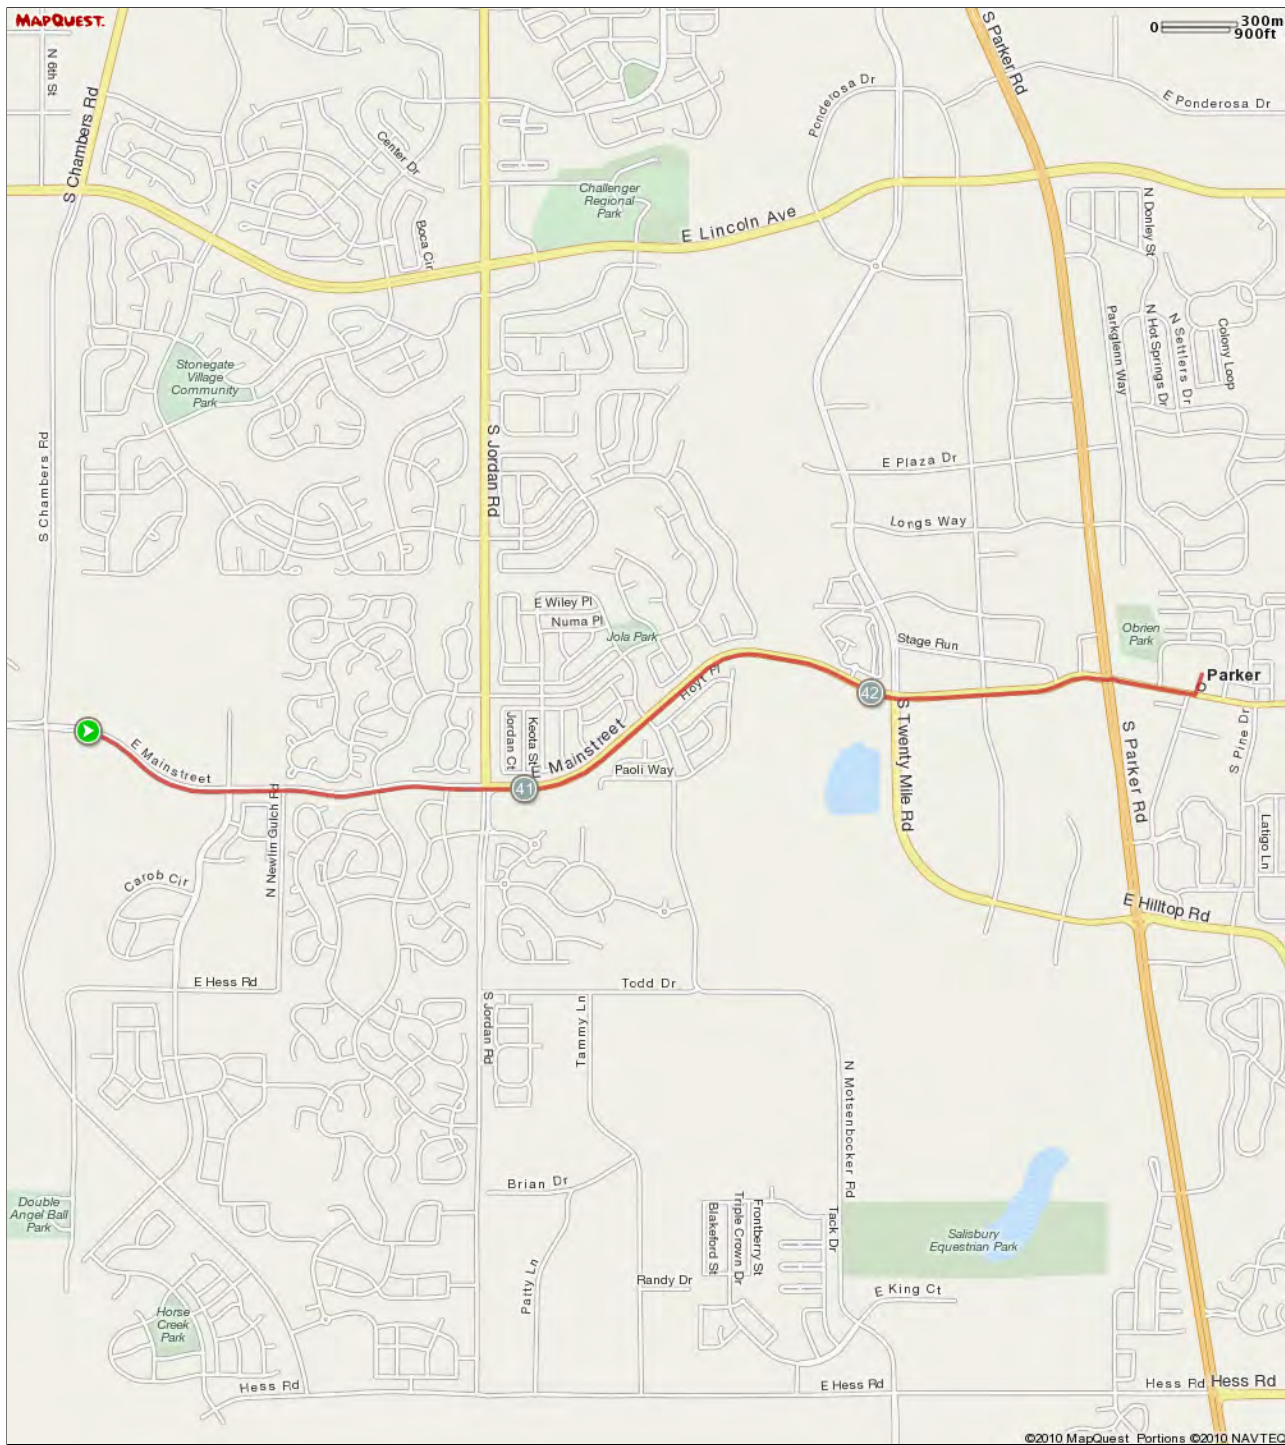 MAPQUEST.
0 300m
900ft
N 6th St
S Chambers Rd
Center Dr
Boca Cir
Challenger
Regional
Park
E Lincoln Ave
Ponderosa Dr
S Parker Rd
E Ponderosa Dr
N Donley St
Parkglenn Way
N Hot Springs Dr
N Settlers Dr
Colony Loop
Stonegate
Village
Community
Park
S Chambers Rd
S Jordan Rd
E Plaza Dr
Longs Way
E Wiley Pl
Numa Pl
Jola Park
Stage Run
Obrien
Park
Parker
42
Hoyt Pl
E Mainstreet
Jordan Ct
Keota St
Mainstreet
Paoli Way
41
S Twenty Mile Rd
S Parker Rd
S Pine Dr
Latigo Ln
N Newlin Gulch Rd
Carob Cir
E Hilltop Rd
E Hess Rd
Todd Dr
S Jordan Rd
Tammy Ln
N Motsenbocker Rd
Brian Dr
Double
Angel Ball
Park
Blakeford St
Triple Crown Dr
Frontberry St
Tack Dr
Salisbury
Equestrian Park
Patty Ln
Randy Dr
E King Ct
Horse
Creek
Park
Hess Rd
E Hess Rd
Hess Rd
Hess Rd
©2010 MapQuest Portions ©2010 NAVTEQ